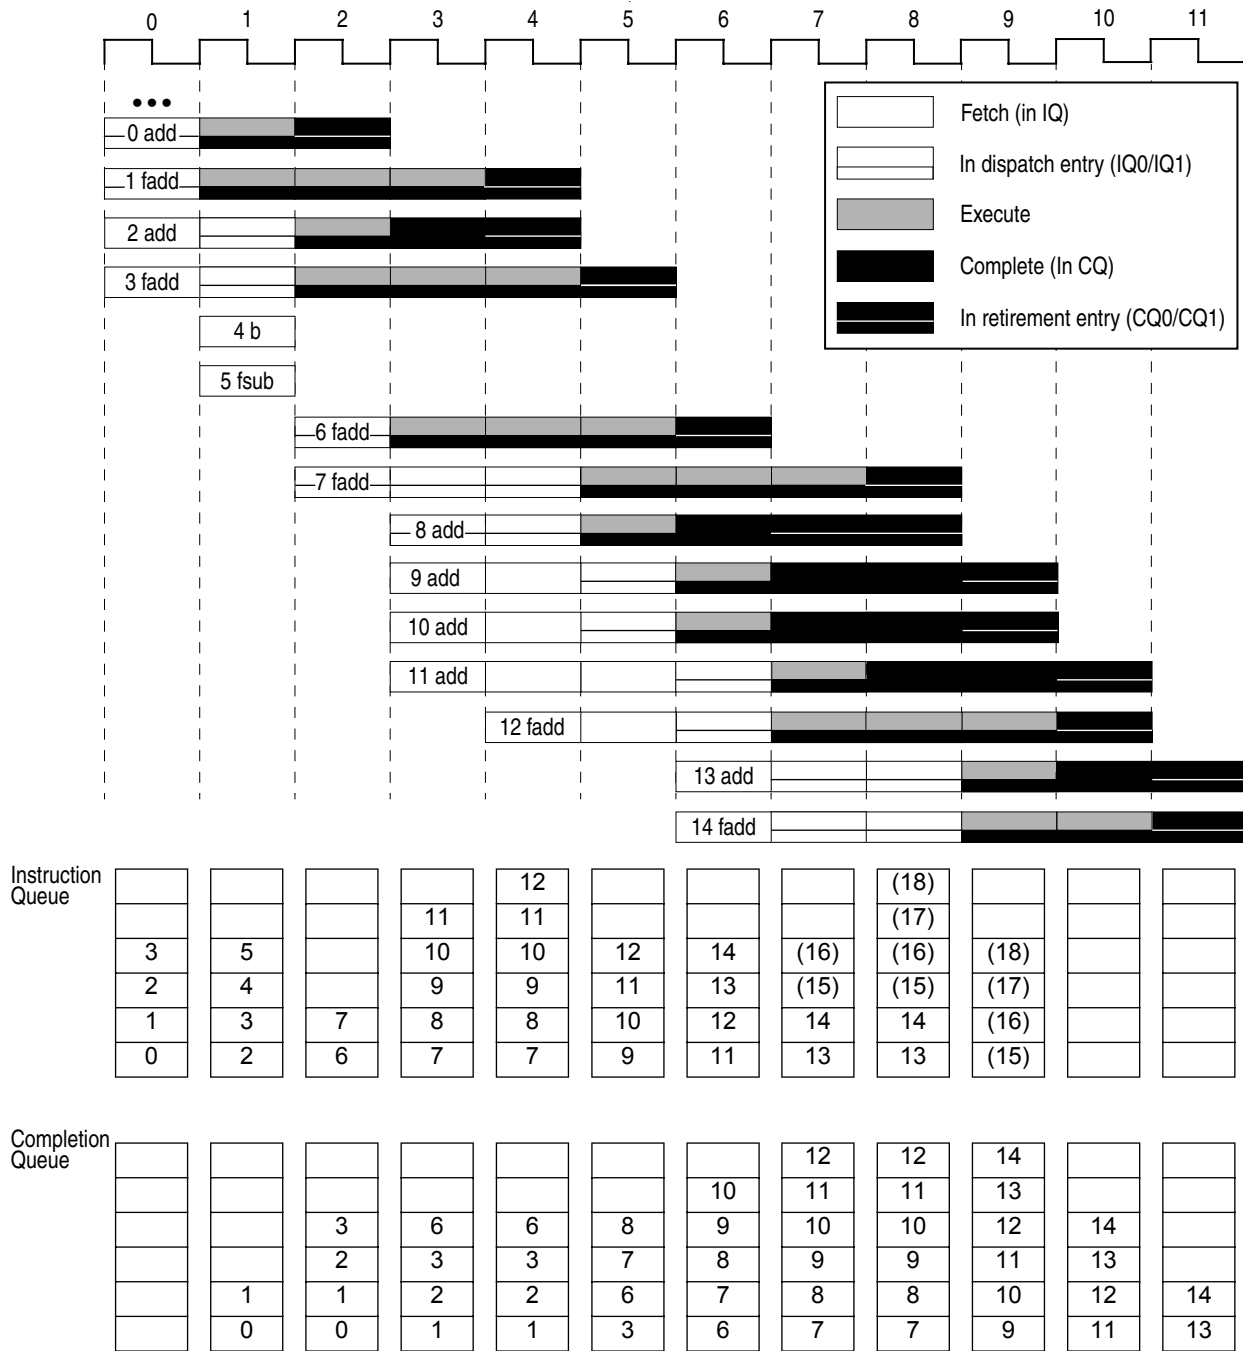 0 1 2 3 4 5 6 7 8 9 10 11
•••
0 add
1 fadd
2 add
3 fadd
4 b
5 fsub
6 fadd
7 fadd
8 add
9 add
10 add
11 add
12 fadd
13 add
14 fadd
Fetch (in IQ)
In dispatch entry (IQ0/IQ1)
Execute
Complete (In CQ)
In retirement entry (CQ0/CQ1)
Instruction
Queue
12 (18)
11 11 (17)
3 5 10 10 12 14 (16) (16) (18)
2 4 9 9 11 13 (15) (15) (17)
1 3 7 8 8 10 12 14 14 (16)
0 2 6 7 7 9 11 13 13 (15)
Completion
Queue
12 12 14
10 11 11 13
3 6 6 8 9 10 10 12 14
2 3 3 7 8 9 9 11 13
1 1 2 2 6 7 8 8 10 12 14
0 0 1 1 3 6 7 7 9 11 13